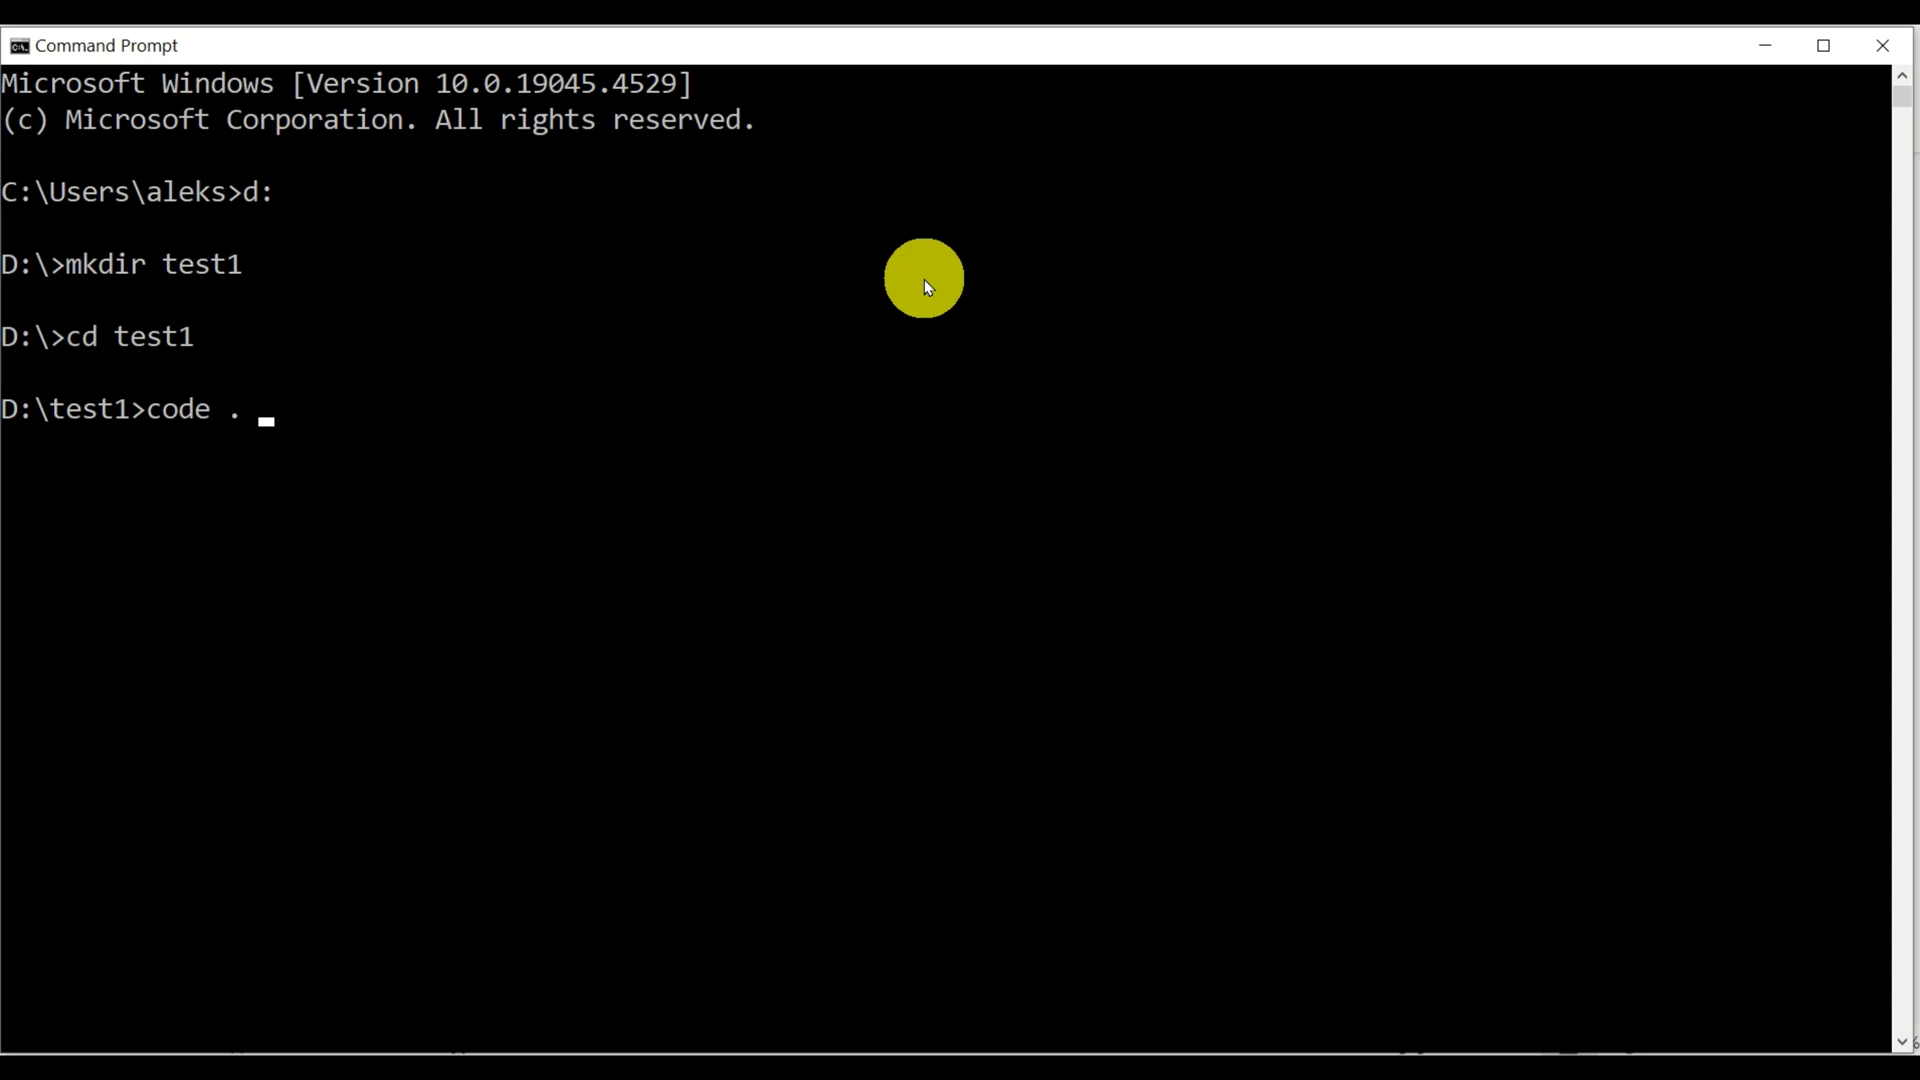 Command Prompt
Microsoft Windows [Version 10.0.19045.4529]
(c) Microsoft Corporation. All rights reserved.
C:\Users\aleks>d:
D:\>mkdir test1
D:\>cd test1
D:\test1>code .